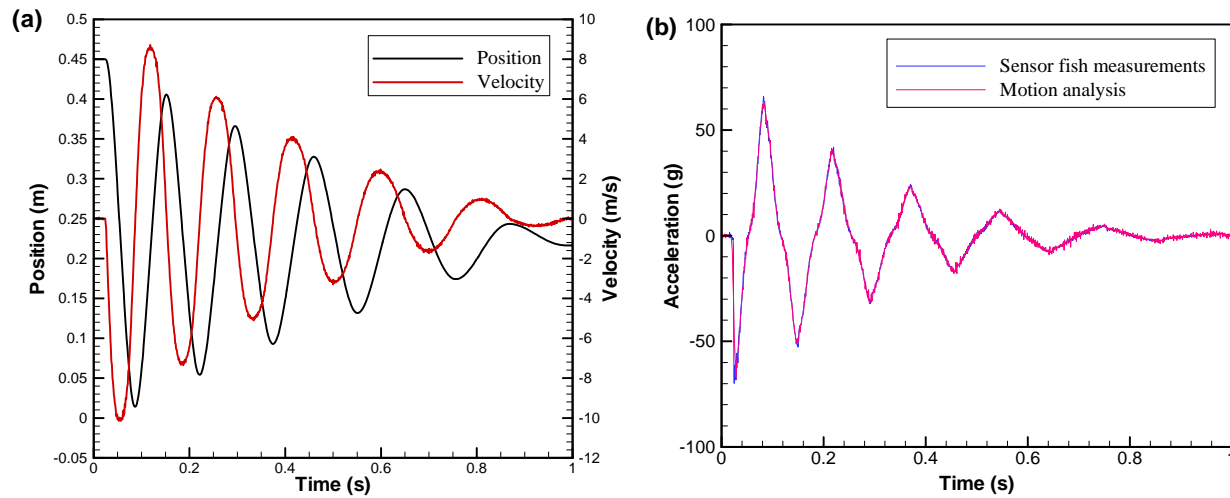 (a)
0.5
0.45
0.4
0.35
0.3
0.25
0.2
0.15
0.1
0.05
0
-0.05
Position (m)
10
8
6
4
2
0
-2
-4
-6
-8
-10
-12
Velocity (m/s)
Position
Velocity
0 0.2 0.4 0.6 0.8 1
Time (s)
(b)
100
50
0
-50
-100
Acceleration (g)
Sensor fish measurements
Motion analysis
0 0.2 0.4 0.6 0.8 1
Time (s)